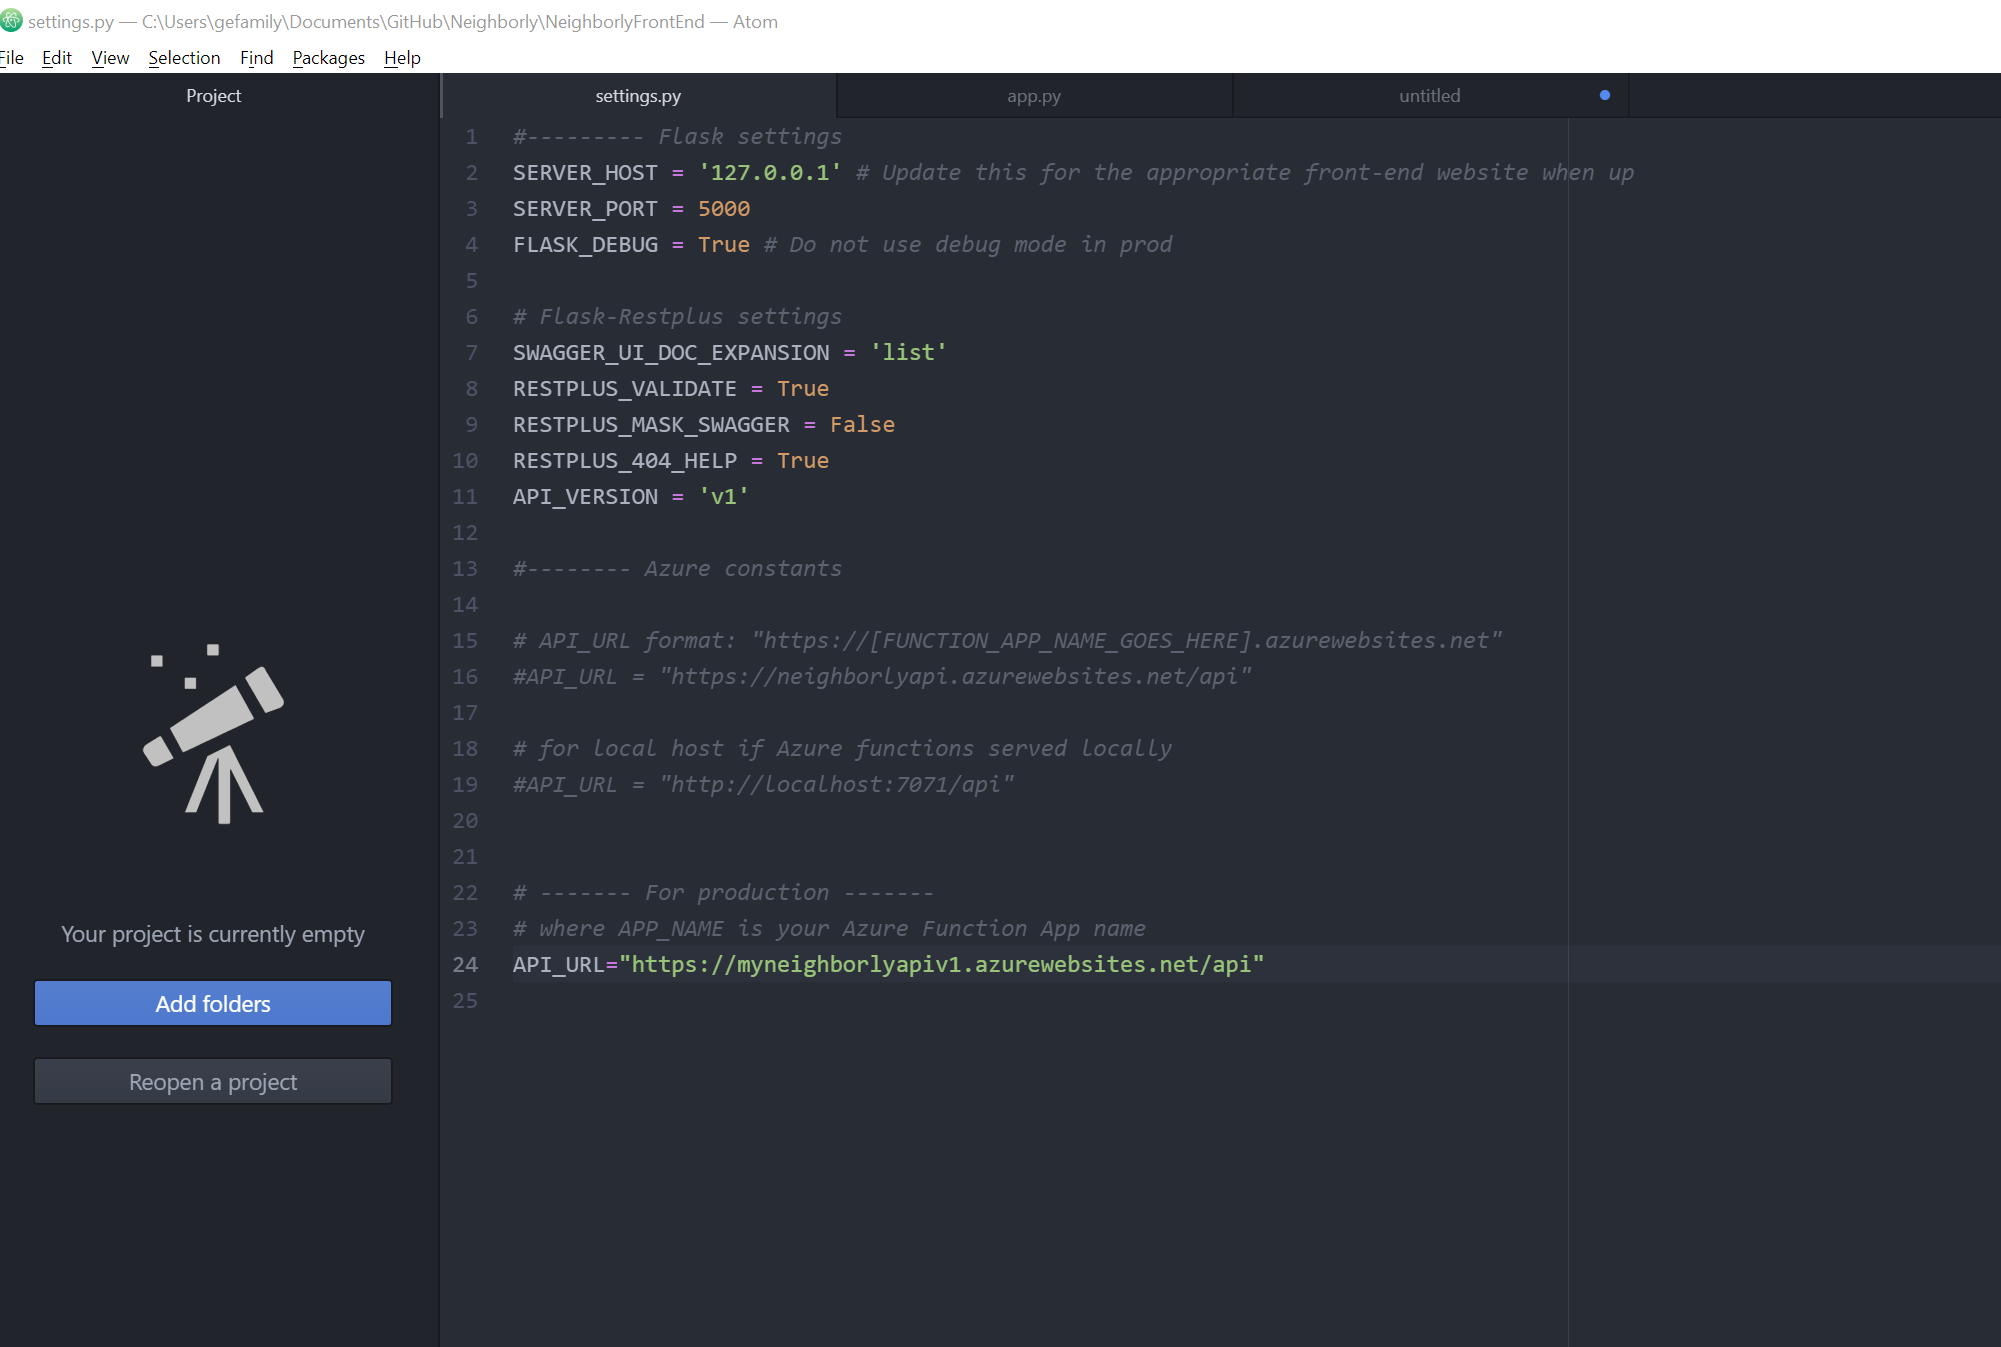 settings.py — C:\Users\gefamily\Documents\GitHub\Neighborly\NeighborlyFrontEnd — Atom
File Edit View Selection Find Packages Help
Project
settings.py app.py untitled
1 #--------- Flask settings
2 SERVER_HOST = '127.0.0.1' # Update this for the appropriate front-end website when up
3 SERVER_PORT = 5000
4 FLASK_DEBUG = True # Do not use debug mode in prod
5
6 # Flask-Restplus settings
7 SWAGGER_UI_DOC_EXPANSION = 'list'
8 RESTPLUS_VALIDATE = True
9 RESTPLUS_MASK_SWAGGER = False
10 RESTPLUS_404_HELP = True
11 API_VERSION = 'v1'
12
13 #-------- Azure constants
14
15 # API_URL format: "https://[FUNCTION_APP_NAME_GOES_HERE].azurewebsites.net"
16 #API_URL = "https://neighborlyapi.azurewebsites.net/api"
17
18 # for local host if Azure functions served locally
19 #API_URL = "http://localhost:7071/api"
20
21
22 # ------- For production -------
23 # where APP_NAME is your Azure Function App name
24 API_URL="https://myneighborlyapiv1.azurewebsites.net/api"
25
Your project is currently empty
Add folders
Reopen a project